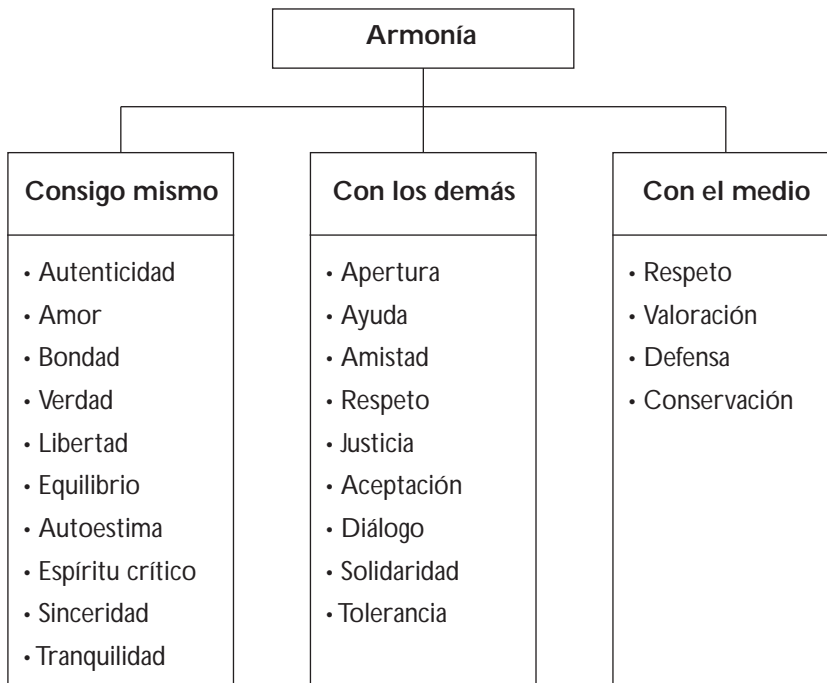 Armonía
Consigo mismo
• Autenticidad
• Amor
• Bondad
• Verdad
• Libertad
• Equilibrio
• Autoestima
• Espíritu crítico
• Sinceridad
• Tranquilidad
Con los demás
• Apertura
• Ayuda
• Amistad
• Respeto
• Justicia
• Aceptación
• Diálogo
• Solidaridad
• Tolerancia
Con el medio
• Respeto
• Valoración
• Defensa
• Conservación